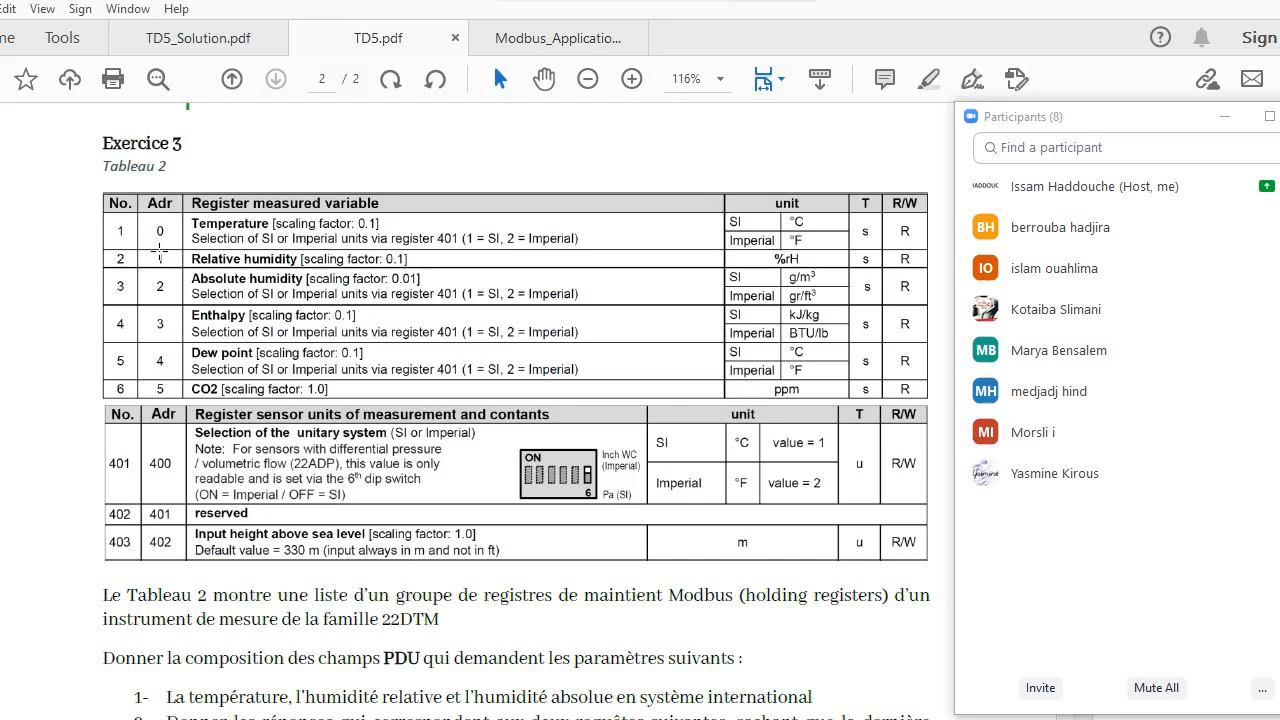 Edit View Sign Window Help
me Tools TD5_Solution.pdf TD5.pdf × Modbus_Applicatio... Sign
2 / 2 116%
Exercice 3
Tableau 2
No. Adr Register measured variable unit T R/W
1 0 Temperature [scaling factor: 0.1] SI °C s R
Selection of SI or Imperial units via register 401 (1 = SI, 2 = Imperial) Imperial °F
2 1 Relative humidity [scaling factor: 0.1] %rH s R
3 2 Absolute humidity [scaling factor: 0.01] SI g/m³ s R
Selection of SI or Imperial units via register 401 (1 = SI, 2 = Imperial) Imperial gr/ft³
4 3 Enthalpy [scaling factor: 0.1] SI kJ/kg s R
Selection of SI or Imperial units via register 401 (1 = SI, 2 = Imperial) Imperial BTU/lb
5 4 Dew point [scaling factor: 0.1] SI °C s R
Selection of SI or Imperial units via register 401 (1 = SI, 2 = Imperial) Imperial °F
6 5 CO2 [scaling factor: 1.0] ppm s R
No. Adr Register sensor units of measurement and contants unit T R/W
401 400 Selection of the unitary system (SI or Imperial) SI °C value = 1 u R/W
Note: For sensors with differential pressure
/ volumetric flow (22ADP), this value is only
readable and is set via the 6th dip switch Imperial °F value = 2
(ON = Imperial / OFF = SI)
ON 6 Inch WC
(Imperial)
Pa (SI)
402 401 reserved
403 402 Input height above sea level [scaling factor: 1.0] m u R/W
Default value = 330 m (input always in m and not in ft)
Le Tableau 2 montre une liste d'un groupe de registres de maintient Modbus (holding registers) d'un
instrument de mesure de la famille 22DTM
Donner la composition des champs PDU qui demandent les paramètres suivants :
1- La température, l'humidité relative et l'humidité absolue en système international
Participants (8)
Find a participant
HADDOUC Issam Haddouche (Host, me)
BH berrouba hadjira
IO islam ouahlima
Kotaiba Slimani
MB Marya Bensalem
MH medjadj hind
MI Morsli i
Yasmine Kirous
Invite Mute All ...